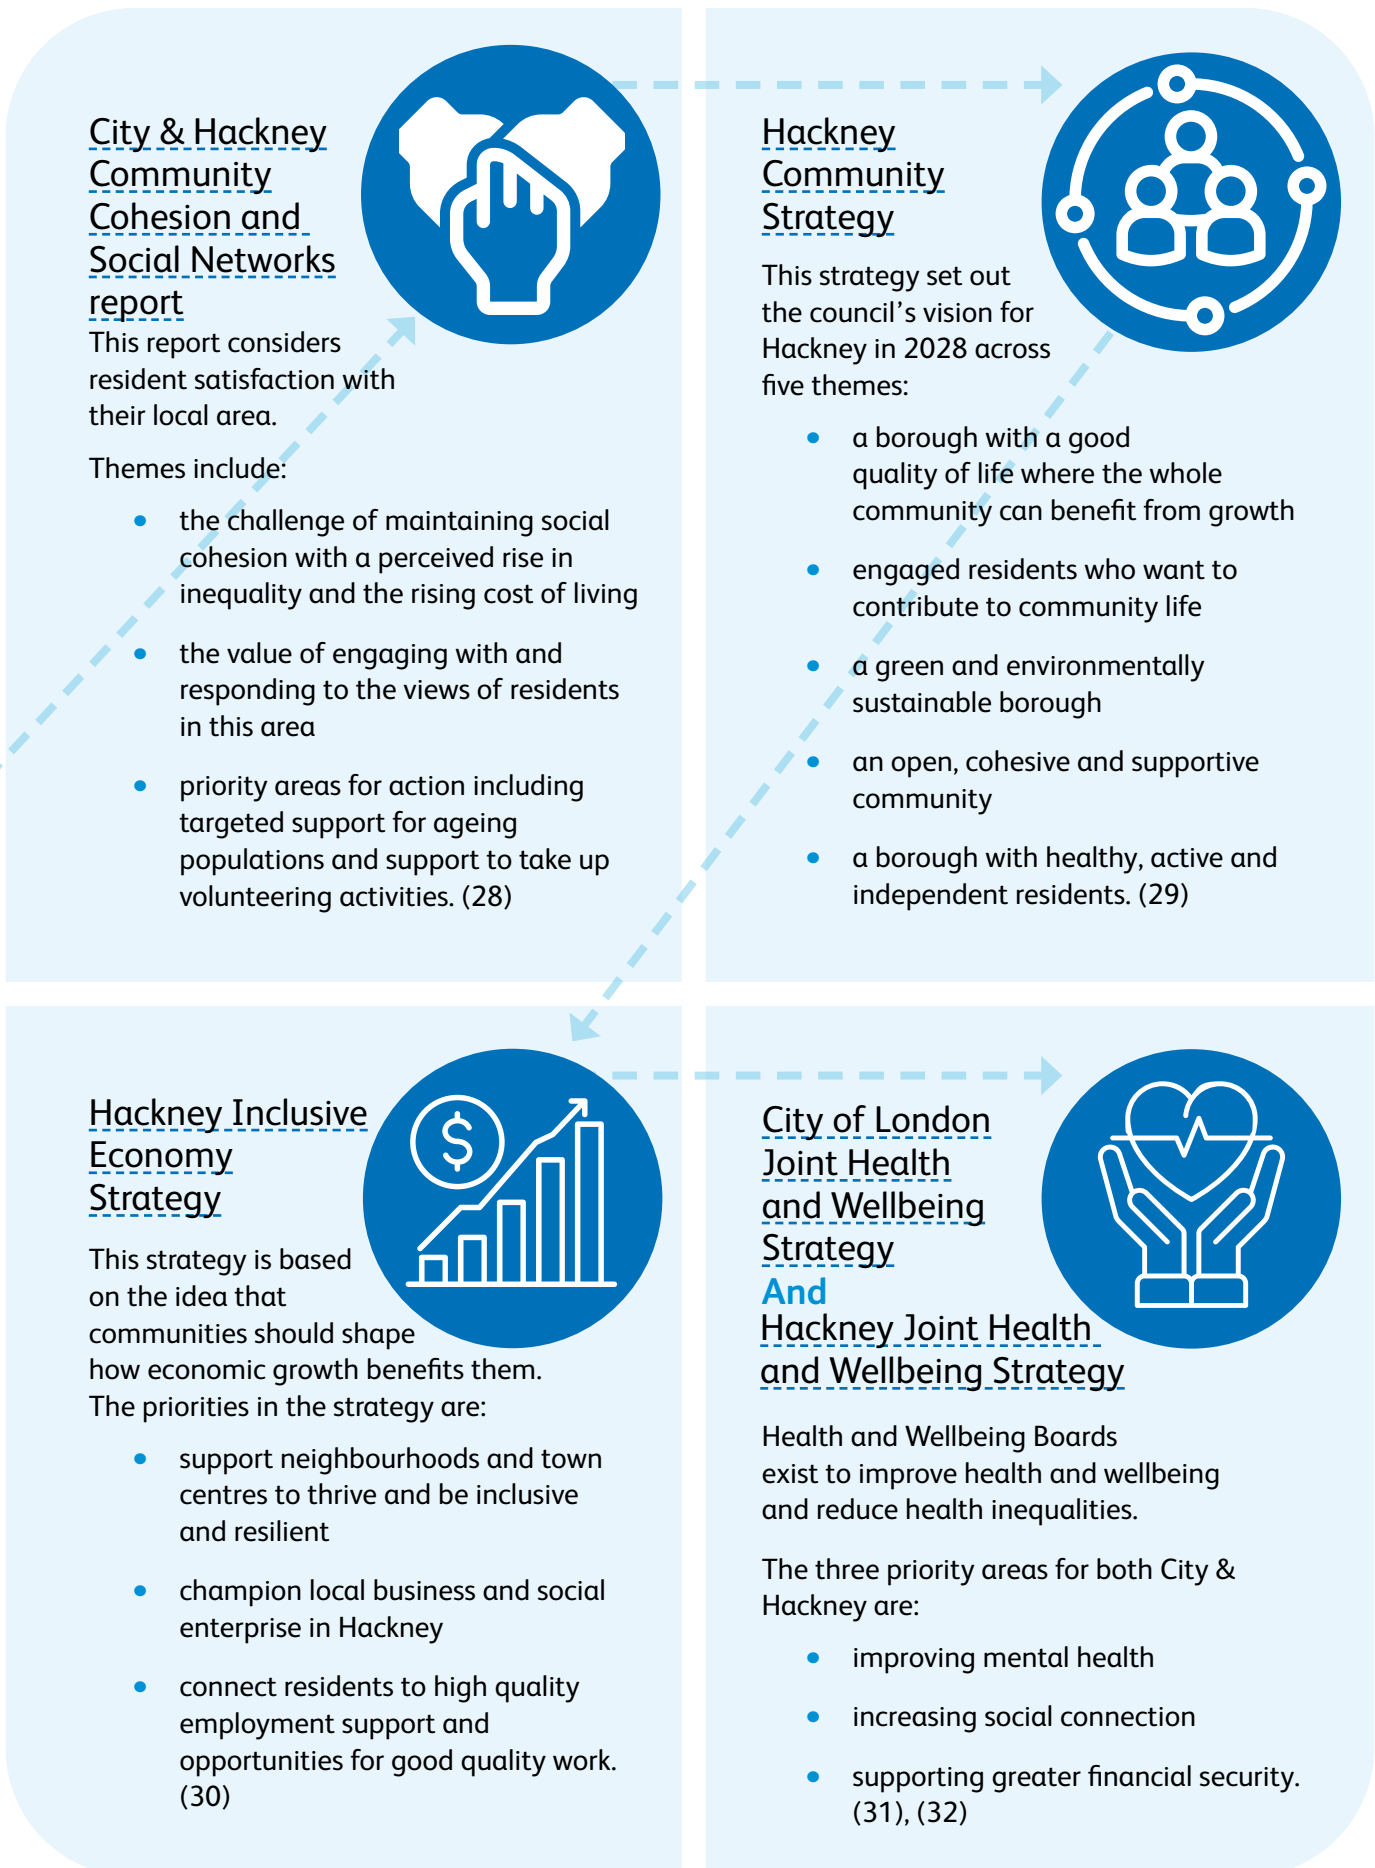 City & Hackney
Community
Cohesion and
Social Networks
report
This report considers
resident satisfaction with
their local area.
Themes include:
• the challenge of maintaining social
cohesion with a perceived rise in
inequality and the rising cost of living
• the value of engaging with and
responding to the views of residents
in this area
• priority areas for action including
targeted support for ageing
populations and support to take up
volunteering activities. (28)
Hackney
Community
Strategy
This strategy set out
the council’s vision for
Hackney in 2028 across
five themes:
• a borough with a good
quality of life where the whole
community can benefit from growth
• engaged residents who want to
contribute to community life
• a green and environmentally
sustainable borough
• an open, cohesive and supportive
community
• a borough with healthy, active and
independent residents. (29)
Hackney Inclusive
Economy
Strategy
This strategy is based
on the idea that
communities should shape
how economic growth benefits them.
The priorities in the strategy are:
• support neighbourhoods and town
centres to thrive and be inclusive
and resilient
• champion local business and social
enterprise in Hackney
• connect residents to high quality
employment support and
opportunities for good quality work.
(30)
$
City of London
Joint Health
and Wellbeing
Strategy
And
Hackney Joint Health
and Wellbeing Strategy
Health and Wellbeing Boards
exist to improve health and wellbeing
and reduce health inequalities.
The three priority areas for both City &
Hackney are:
• improving mental health
• increasing social connection
• supporting greater financial security.
(31), (32)